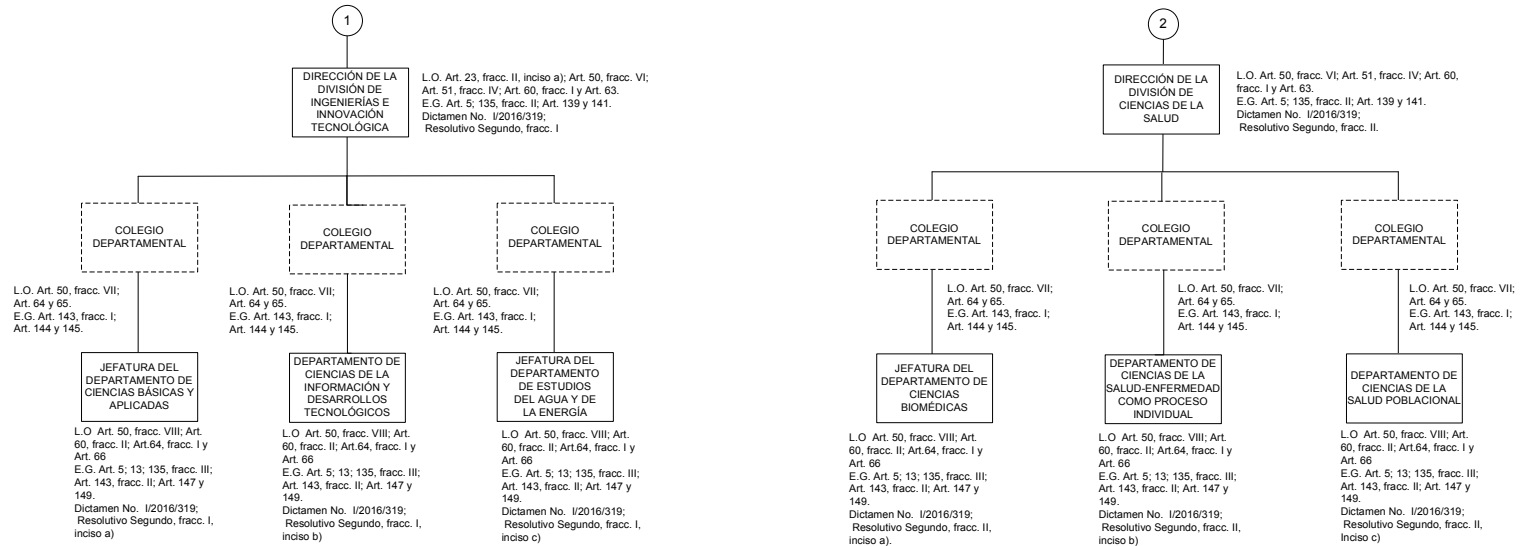 1
DIRECCIÓN DE LA
DIVISIÓN DE
INGENIERÍAS E
INNOVACIÓN
TECNOLÓGICA
L.O. Art. 23, fracc. II, inciso a); Art. 50, fracc. VI;
Art. 51, fracc. IV; Art. 60, fracc. I y Art. 63.
E.G. Art. 5; 135, fracc. II; Art. 139 y 141.
Dictamen No. I/2016/319;
Resolutivo Segundo, fracc. I
COLEGIO
DEPARTAMENTAL
COLEGIO
DEPARTAMENTAL
COLEGIO
DEPARTAMENTAL
L.O. Art. 50, fracc. VII;
Art. 64 y 65.
E.G. Art. 143, fracc. I;
Art. 144 y 145.
L.O. Art. 50, fracc. VII;
Art. 64 y 65.
E.G. Art. 143, fracc. I;
Art. 144 y 145.
L.O. Art. 50, fracc. VII;
Art. 64 y 65.
E.G. Art. 143, fracc. I;
Art. 144 y 145.
JEFATURA DEL
DEPARTAMENTO DE
CIENCIAS BÁSICAS Y
APLICADAS
DEPARTAMENTO DE
CIENCIAS DE LA
INFORMACIÓN Y
DESARROLLOS
TECNOLÓGICOS
JEFATURA DEL
DEPARTAMENTO
DE ESTUDIOS
DEL AGUA Y DE
LA ENERGÍA
L.O Art. 50, fracc. VIII; Art.
60, fracc. II; Art.64, fracc. I y
Art. 66
E.G. Art. 5; 13; 135, fracc. III;
Art. 143, fracc. II; Art. 147 y
149.
Dictamen No. I/2016/319;
Resolutivo Segundo, fracc. I,
inciso a)
L.O Art. 50, fracc. VIII; Art.
60, fracc. II; Art.64, fracc. I y
Art. 66
E.G. Art. 5; 13; 135, fracc. III;
Art. 143, fracc. II; Art. 147 y
149.
Dictamen No. I/2016/319;
Resolutivo Segundo, fracc. I,
inciso b)
L.O Art. 50, fracc. VIII; Art.
60, fracc. II; Art.64, fracc. I y
Art. 66
E.G. Art. 5; 13; 135, fracc. III;
Art. 143, fracc. II; Art. 147 y
149.
Dictamen No. I/2016/319;
Resolutivo Segundo, fracc. I,
inciso c)
2
DIRECCIÓN DE LA
DIVISIÓN DE
CIENCIAS DE LA
SALUD
L.O. Art. 50, fracc. VI; Art. 51, fracc. IV; Art. 60,
fracc. I y Art. 63.
E.G. Art. 5; 135, fracc. II; Art. 139 y 141.
Dictamen No. I/2016/319;
Resolutivo Segundo, fracc. II.
COLEGIO
DEPARTAMENTAL
COLEGIO
DEPARTAMENTAL
COLEGIO
DEPARTAMENTAL
L.O. Art. 50, fracc. VII;
Art. 64 y 65.
E.G. Art. 143, fracc. I;
Art. 144 y 145.
L.O. Art. 50, fracc. VII;
Art. 64 y 65.
E.G. Art. 143, fracc. I;
Art. 144 y 145.
L.O. Art. 50, fracc. VII;
Art. 64 y 65.
E.G. Art. 143, fracc. I;
Art. 144 y 145.
JEFATURA DEL
DEPARTAMENTO DE
CIENCIAS
BIOMÉDICAS
DEPARTAMENTO DE
CIENCIAS DE LA
SALUD-ENFERMEDAD
COMO PROCESO
INDIVIDUAL
DEPARTAMENTO DE
CIENCIAS DE LA
SALUD POBLACIONAL
L.O Art. 50, fracc. VIII; Art.
60, fracc. II; Art.64, fracc. I y
Art. 66
E.G. Art. 5; 13; 135, fracc. III;
Art. 143, fracc. II; Art. 147 y
149.
Dictamen No. I/2016/319;
Resolutivo Segundo, fracc. II,
inciso a).
L.O Art. 50, fracc. VIII; Art.
60, fracc. II; Art.64, fracc. I y
Art. 66
E.G. Art. 5; 13; 135, fracc. III;
Art. 143, fracc. II; Art. 147 y
149.
Dictamen No. I/2016/319;
Resolutivo Segundo, fracc. II,
inciso b)
L.O Art. 50, fracc. VIII; Art.
60, fracc. II; Art.64, fracc. I y
Art. 66
E.G. Art. 5; 13; 135, fracc. III;
Art. 143, fracc. II; Art. 147 y
149.
Dictamen No. I/2016/319;
Resolutivo Segundo, fracc. II,
Inciso c)